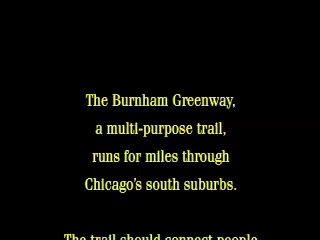 The Burnham Greenway,
a multi-purpose trail,
runs for miles through
Chicago's south suburbs.
The trail should connect people